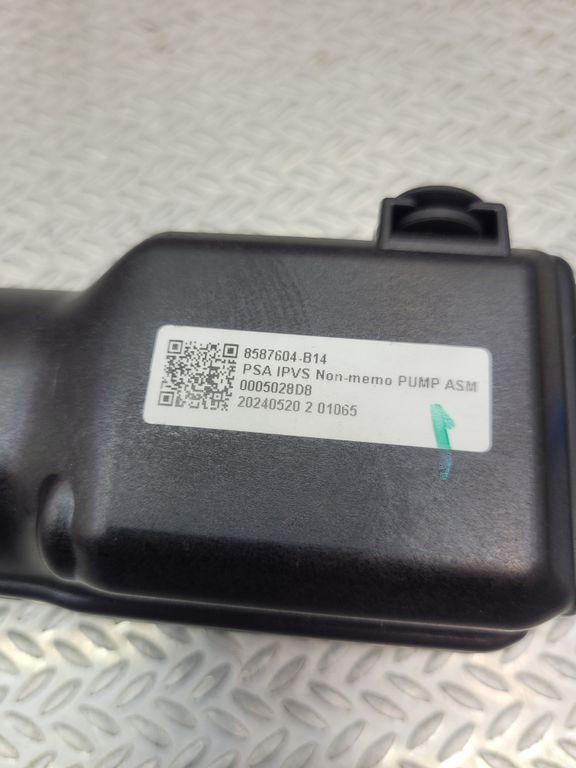 8587604-B14
PSA IPVS Non-memo PUMP ASM
0005028D8
20240520 2 01065